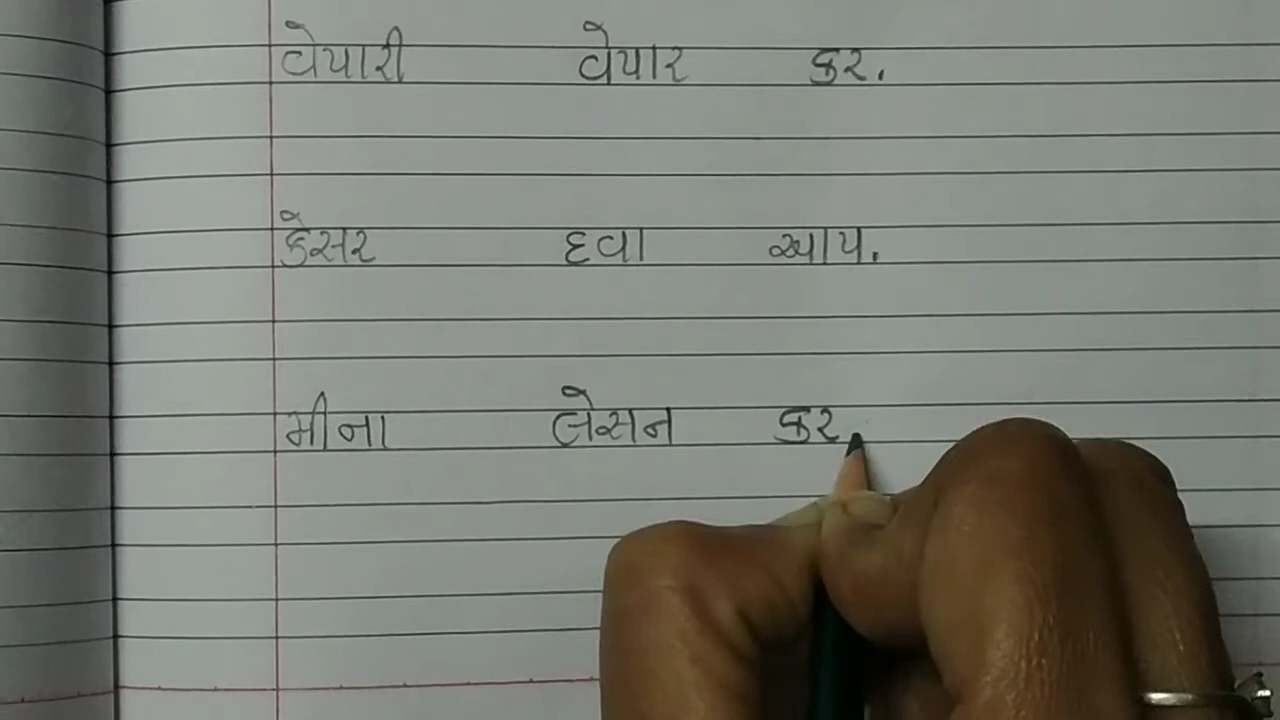 વેપારી વેપાર કર.
કેસર દવા આપ.
મીના લેસન કર.